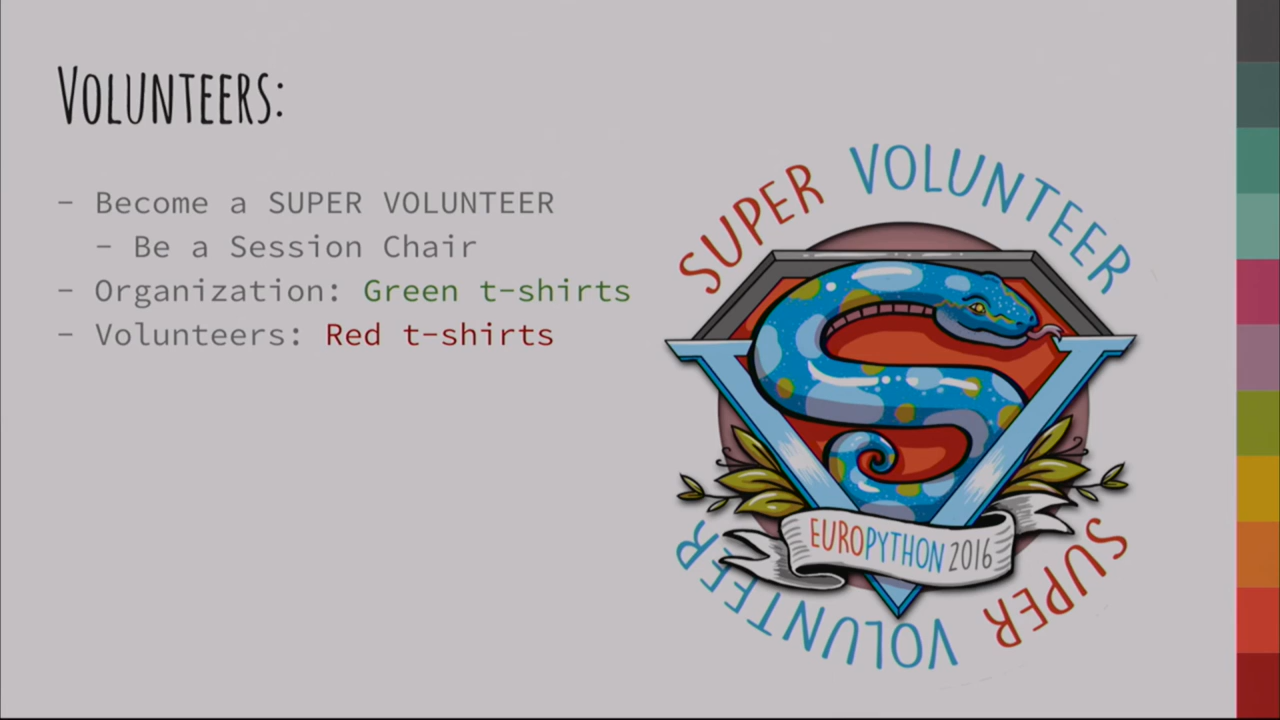 VOLUNTEERS:
- Become a SUPER VOLUNTEER
- Be a Session Chair
- Organization: Green t-shirts
- Volunteers: Red t-shirts
SUPER VOLUNTEER
EUROPYTHON 2016
SUPER VOLUNTEER